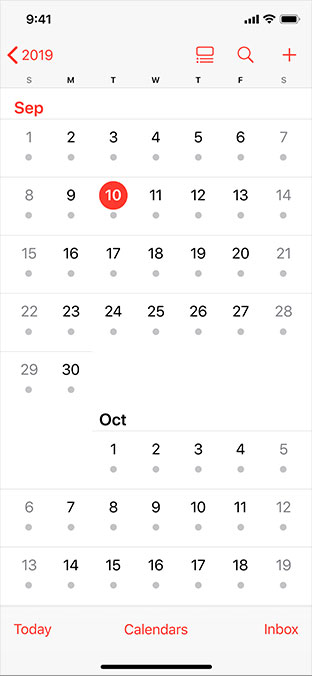 9:41
2019
S M T W T F S
Sep
1 2 3 4 5 6 7
8 9 10 11 12 13 14
15 16 17 18 19 20 21
22 23 24 25 26 27 28
29 30
Oct
1 2 3 4 5
6 7 8 9 10 11 12
13 14 15 16 17 18 19
Today Calendars Inbox